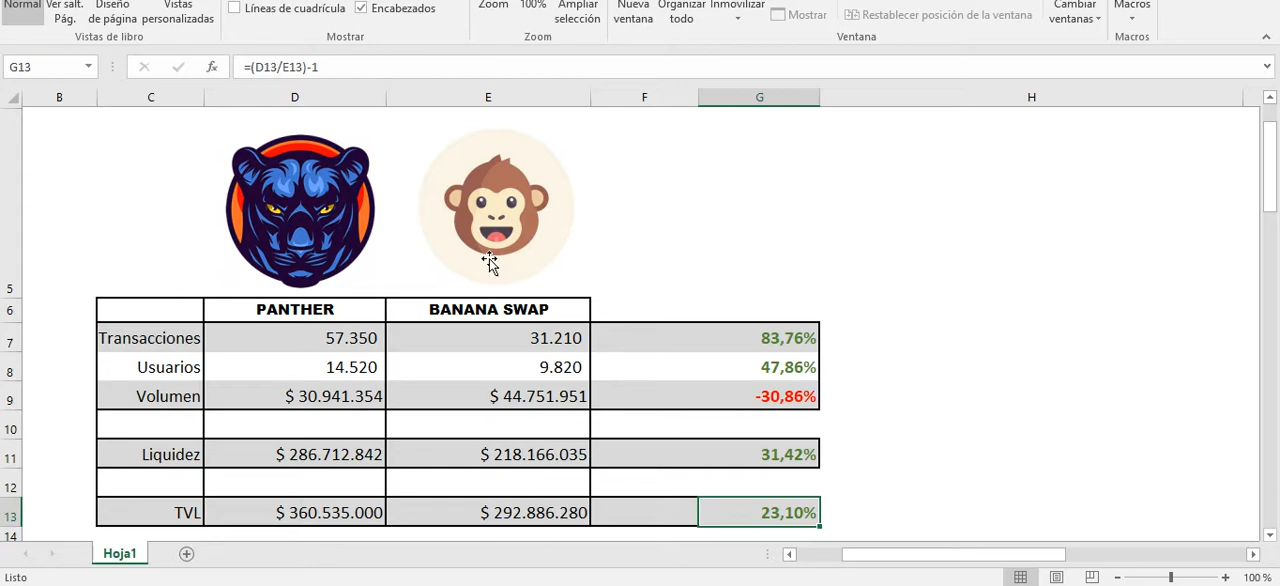 Normal Ver salt. Pág. Diseño de página Vistas personalizadas
Vistas de libro
Líneas de cuadrícula Encabezados
Mostrar
Zoom 100% Ampliar selección
Zoom
Nueva ventana Organizar todo Inmovilizar
Mostrar Restablecer posición de la ventana
Cambiar ventanas
Ventana
Macros
Macros
G13 fx =(D13/E13)-1
B C D E F G H
5
6 PANTHER BANANA SWAP
7 Transacciones 57.350 31.210 83,76%
8 Usuarios 14.520 9.820 47,86%
9 Volumen $ 30.941.354 $ 44.751.951 -30,86%
10
11 Liquidez $ 286.712.842 $ 218.166.035 31,42%
12
13 TVL $ 360.535.000 $ 292.886.280 23,10%
14
Hoja1
Listo 100 %